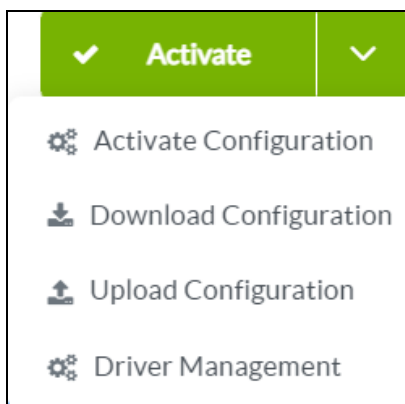 Activate
Activate Configuration
Download Configuration
Upload Configuration
Driver Management